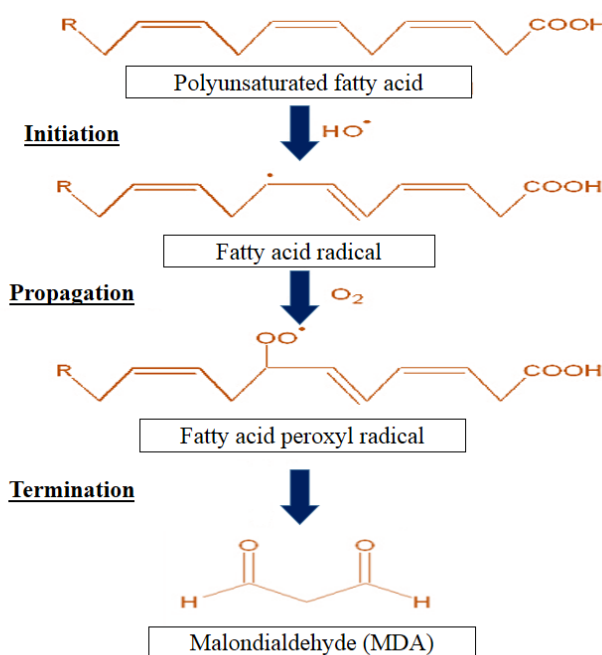 R COOH
Polyunsaturated fatty acid
Initiation HO•
R • COOH
Fatty acid radical
Propagation O2
OO•
R COOH
Fatty acid peroxyl radical
Termination
O O
H H
Malondialdehyde (MDA)